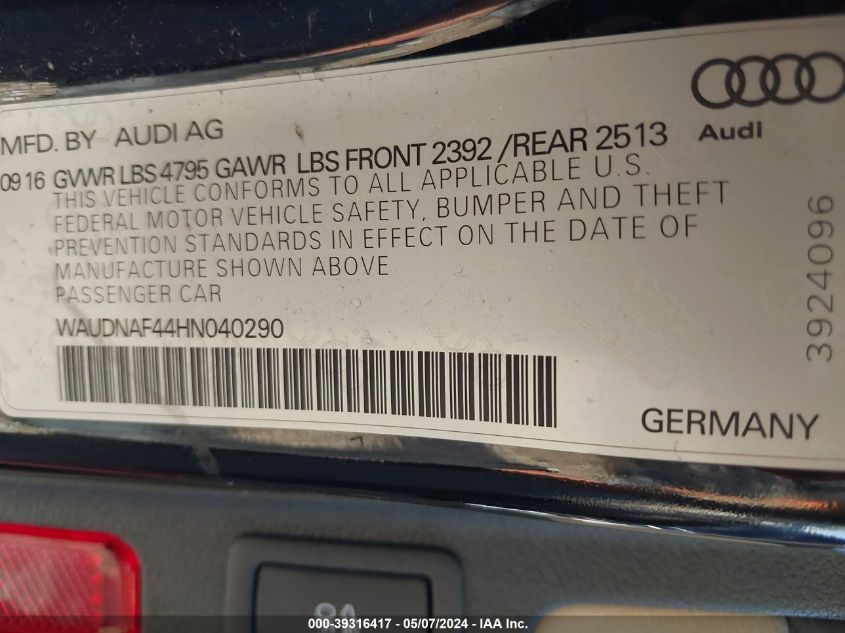 MFD. BY AUDI AG
Audi
09 16 GVWR LBS 4795 GAWR LBS FRONT 2392 / REAR 2513
THIS VEHICLE CONFORMS TO ALL APPLICABLE U.S.
FEDERAL MOTOR VEHICLE SAFETY, BUMPER AND THEFT
PREVENTION STANDARDS IN EFFECT ON THE DATE OF
MANUFACTURE SHOWN ABOVE
PASSENGER CAR
WAUDNAF44HN040290
3924096
GERMANY
000-39316417 - 05/07/2024 - IAA Inc.